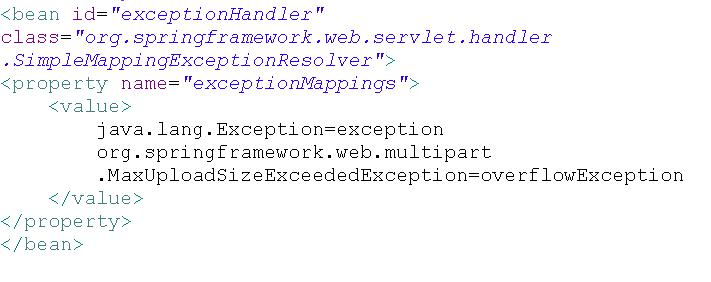 <bean id="exceptionHandler"
class="org.springframework.web.servlet.handler
.SimpleMappingExceptionResolver">
<property name="exceptionMappings">
<value>
java.lang.Exception=exception
org.springframework.web.multipart
.MaxUploadSizeExceededException=overflowException
</value>
</property>
</bean>